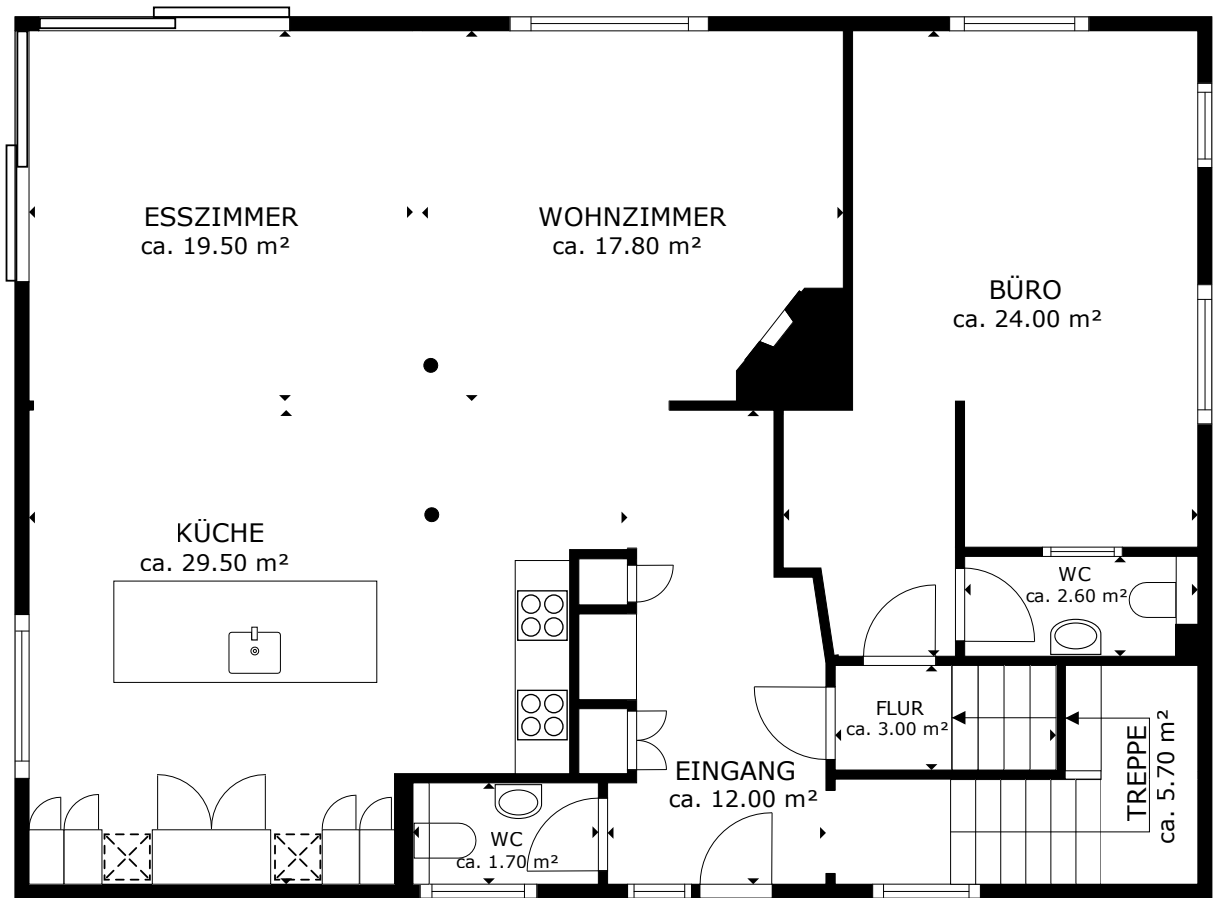 ESSZIMMER
ca. 19.50 m²
WOHNZIMMER
ca. 17.80 m²
BÜRO
ca. 24.00 m²
KÜCHE
ca. 29.50 m²
WC
ca. 2.60 m²
FLUR
ca. 3.00 m²
TREPPE
ca. 5.70 m²
EINGANG
ca. 12.00 m²
WC
ca. 1.70 m²